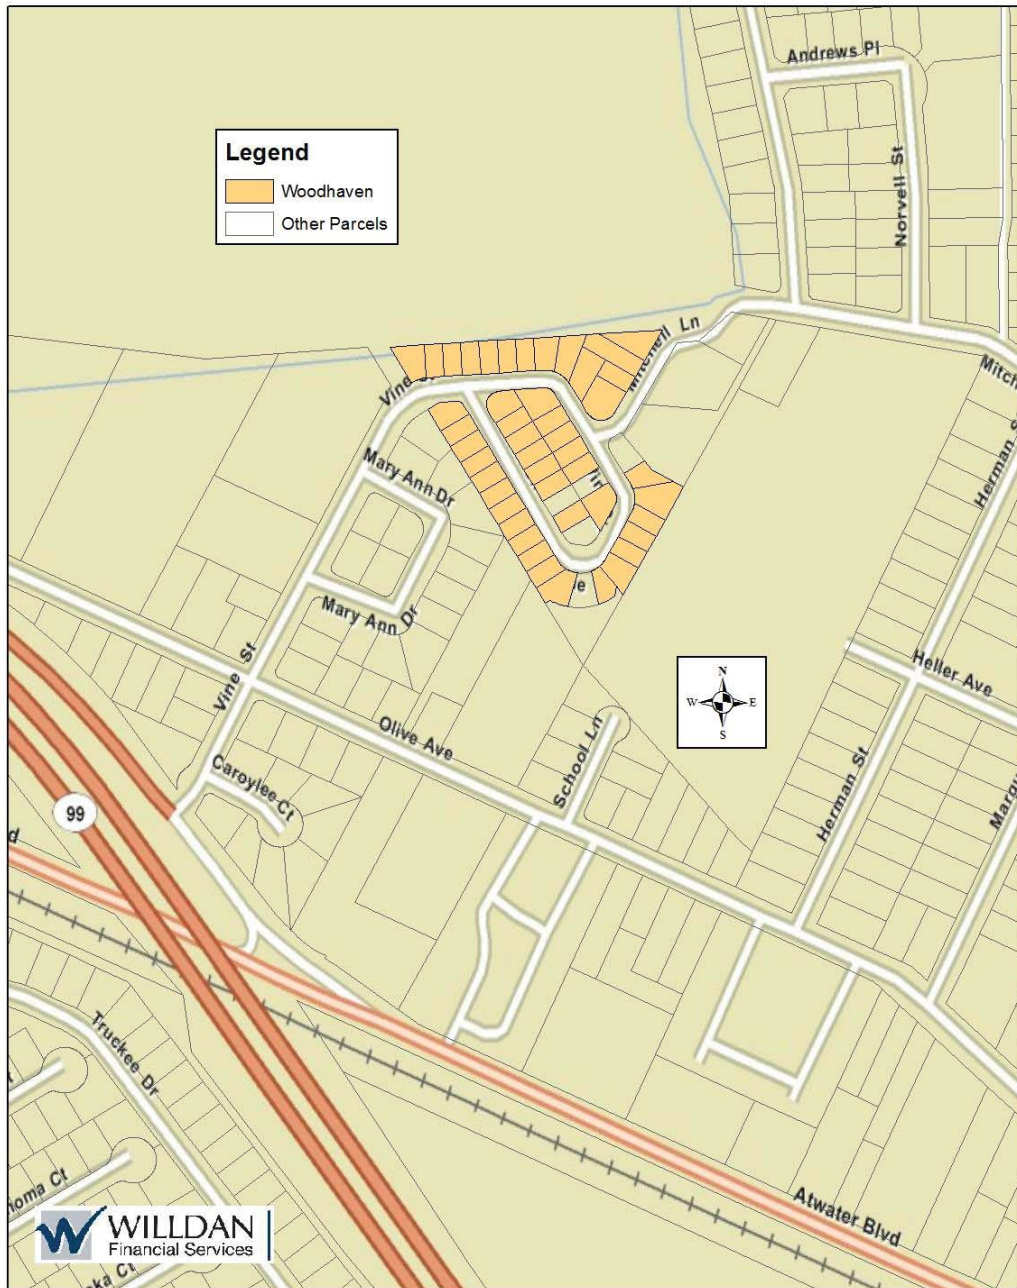 Andrews Pl
Legend
Woodhaven
Other Parcels
Norvell St
Ln
Vine
Mary Ann Dr
Herman St
Mary Ann Dr
Vine St
Heller Ave
N
W E
S
Olive Ave
School Ln
Caroylee Ct
Herman St
99
Truckee Dr
Atwater Blvd
WILLDAN
Financial Services